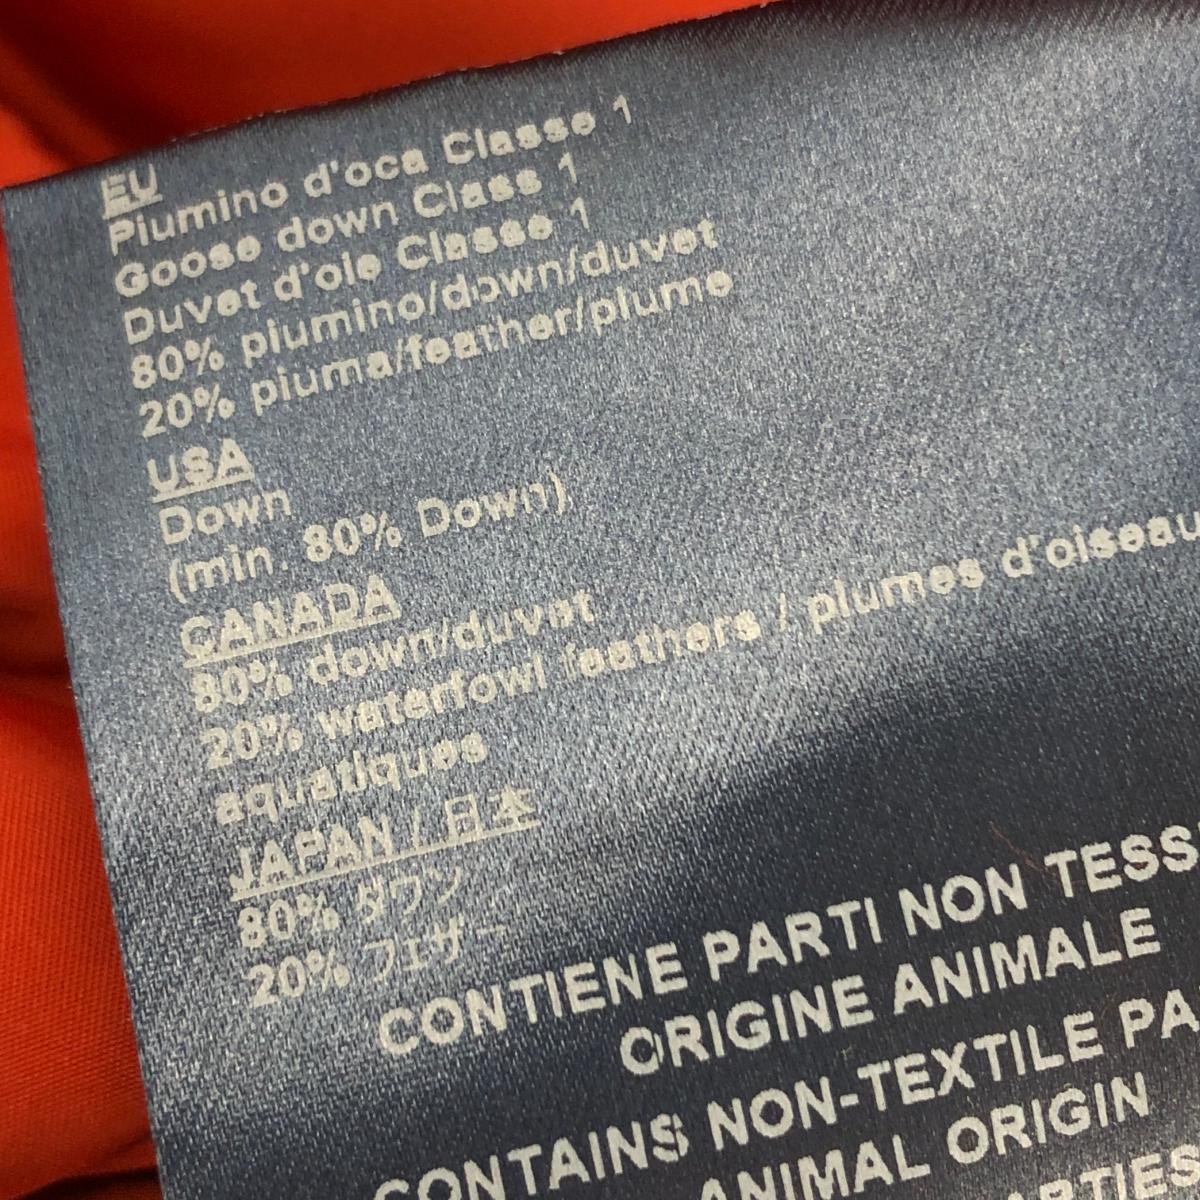 EU
Piumino d'oca Classe 1
Goose down Class 1
Duvet d'oie Classe 1
80% piumino/down/duvet
20% piuma/feather/plume
USA
Down
(min. 80% Down)
CANADA
80% down/duvet
20% waterfowl feathers / plumes d'oiseau
aquatiques
JAPAN / 日本
80% ダウン
20% フェザー
CONTIENE PARTI NON TESS
ORIGINE ANIMALE
CONTAINS NON-TEXTILE PA
ANIMAL ORIGIN
PARTIES